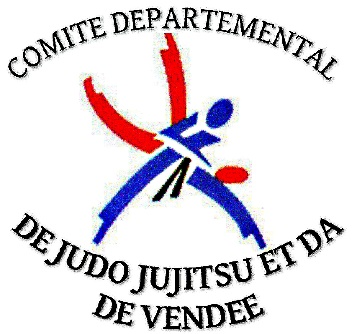 COMITE DEPARTEMENTAL
DE JUDO JUJITSU ET DA
DE VENDEE